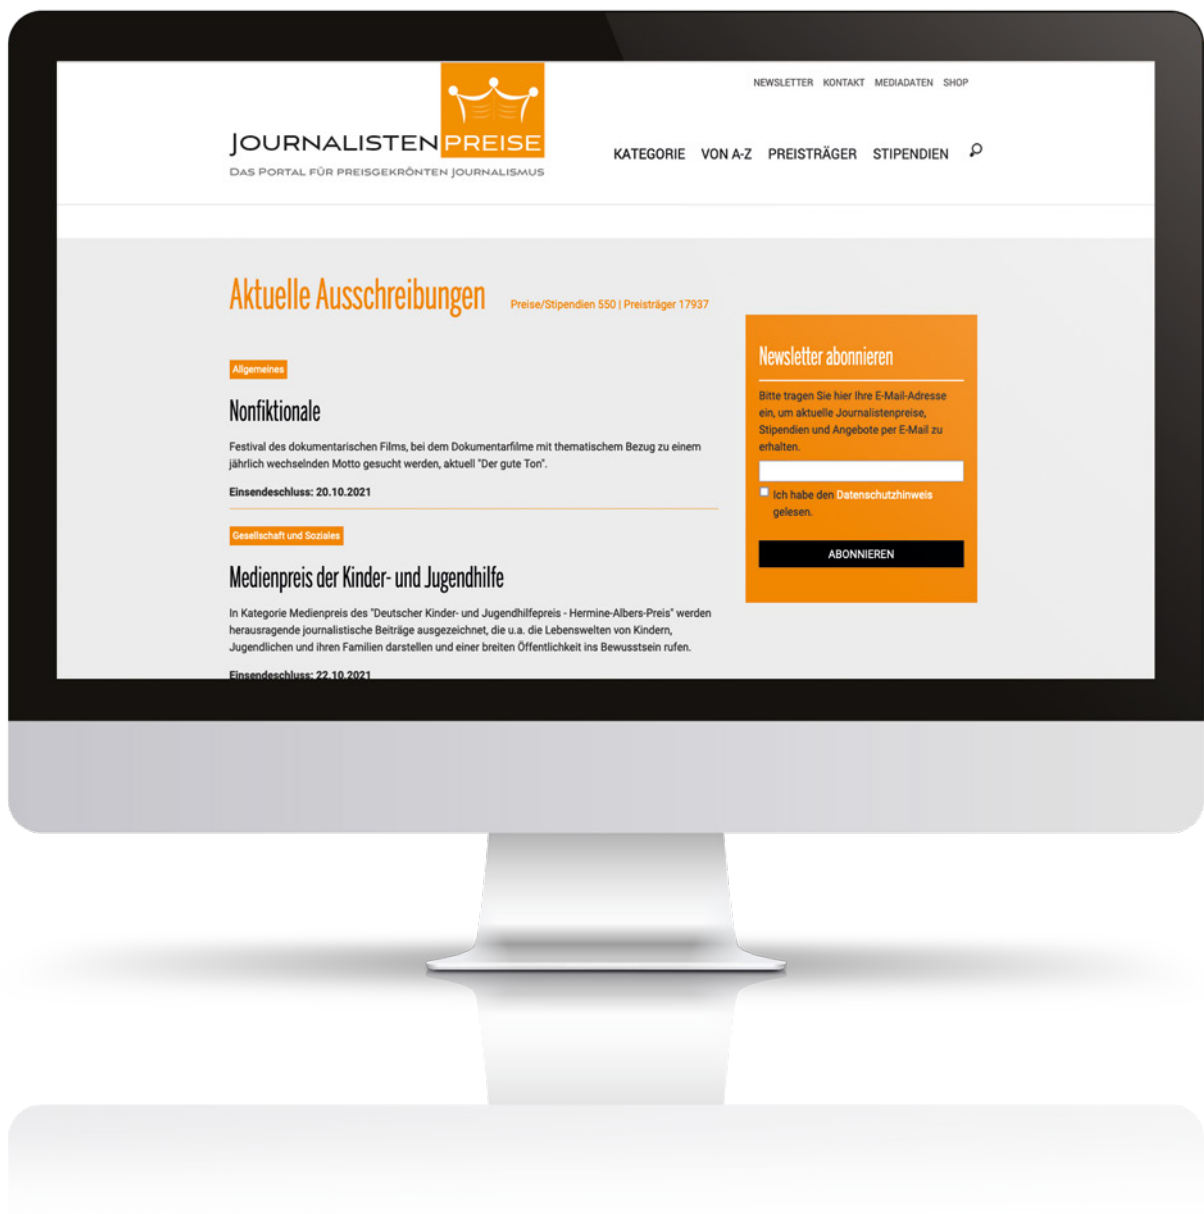 NEWSLETTER KONTAKT MEDIADATEN SHOP
JOURNALISTENPREISE
DAS PORTAL FÜR PREISGEKRÖNTEN JOURNALISMUS
KATEGORIE VON A-Z PREISTRÄGER STIPENDIEN
Aktuelle Ausschreibungen
Preise/Stipendien 550 | Preisträger 17937
Allgemeines
Nonfiktionale
Festival des dokumentarischen Films, bei dem Dokumentarfilme mit thematischem Bezug zu einem
jährlich wechselnden Motto gesucht werden, aktuell "Der gute Ton".
Einsendeschluss: 20.10.2021
Gesellschaft und Soziales
Medienpreis der Kinder- und Jugendhilfe
In Kategorie Medienpreis des "Deutscher Kinder- und Jugendhilfepreis - Hermine-Albers-Preis" werden
herausragende journalistische Beiträge ausgezeichnet, die u.a. die Lebenswelten von Kindern,
Jugendlichen und ihren Familien darstellen und einer breiten Öffentlichkeit ins Bewusstsein rufen.
Einsendeschluss: 22.10.2021
Newsletter abonnieren
Bitte tragen Sie hier Ihre E-Mail-Adresse
ein, um aktuelle Journalistenpreise,
Stipendien und Angebote per E-Mail zu
erhalten.
Ich habe den Datenschutzhinweis
gelesen.
ABONNIEREN